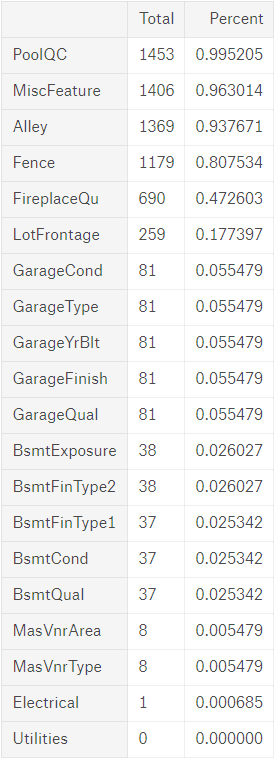 Total Percent
PoolQC 1453 0.995205
MiscFeature 1406 0.963014
Alley 1369 0.937671
Fence 1179 0.807534
FireplaceQu 690 0.472603
LotFrontage 259 0.177397
GarageCond 81 0.055479
GarageType 81 0.055479
GarageYrBlt 81 0.055479
GarageFinish 81 0.055479
GarageQual 81 0.055479
BsmtExposure 38 0.026027
BsmtFinType2 38 0.026027
BsmtFinType1 37 0.025342
BsmtCond 37 0.025342
BsmtQual 37 0.025342
MasVnrArea 8 0.005479
MasVnrType 8 0.005479
Electrical 1 0.000685
Utilities 0 0.000000